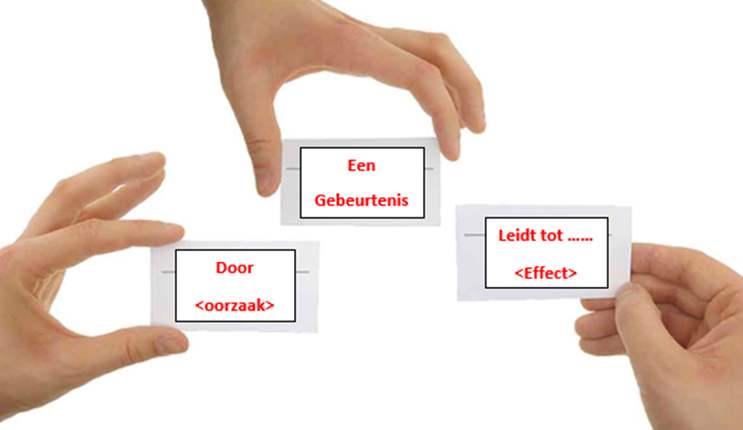 Door
<oorzaak>
Een
Gebeurtenis
Leidt tot ……
<Effect>